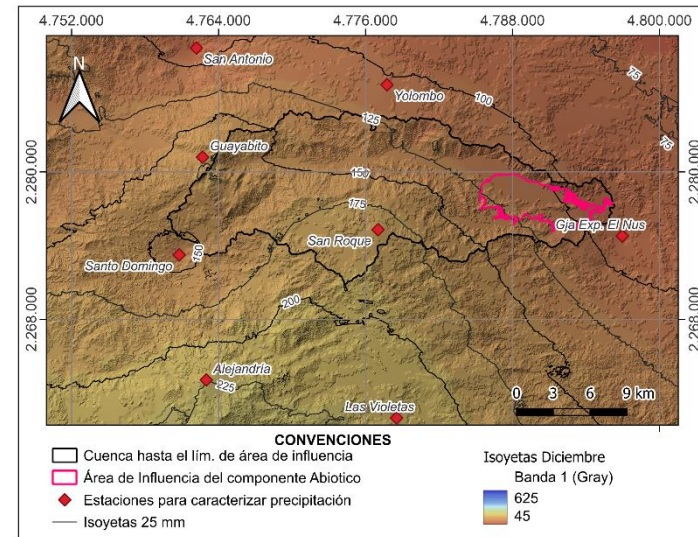 4.752.000 4.764.000 4.776.000 4.788.000 4.800.000
N
San Antonio
75
Yolombo
100
75
125
Guayabito
2.280.000 2.280.000
150
175
Gja Exp. El Nus
San Roque
150
Santo Domingo
200
2.268.000 2.268.000
Alejandria
225
0 3 6 9 km
Las Violetas
CONVENCIONES
Cuenca hasta el lím. de área de influencia
Área de Influencia del componente Abiotico
Estaciones para caracterizar precipitación
Isoyetas 25 mm
Isoyetas Diciembre
Banda 1 (Gray)
625
45